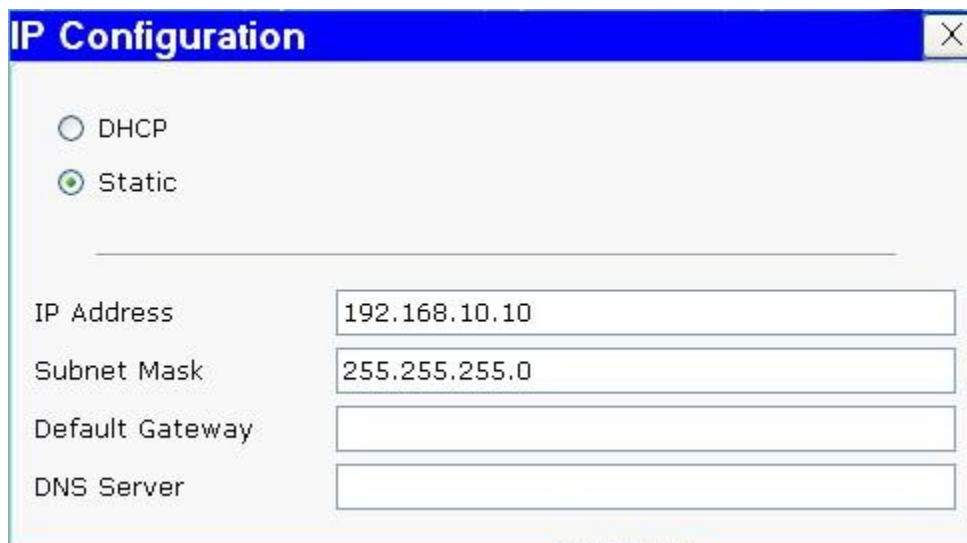 IP Configuration
DHCP
Static
IP Address 192.168.10.10
Subnet Mask 255.255.255.0
Default Gateway
DNS Server